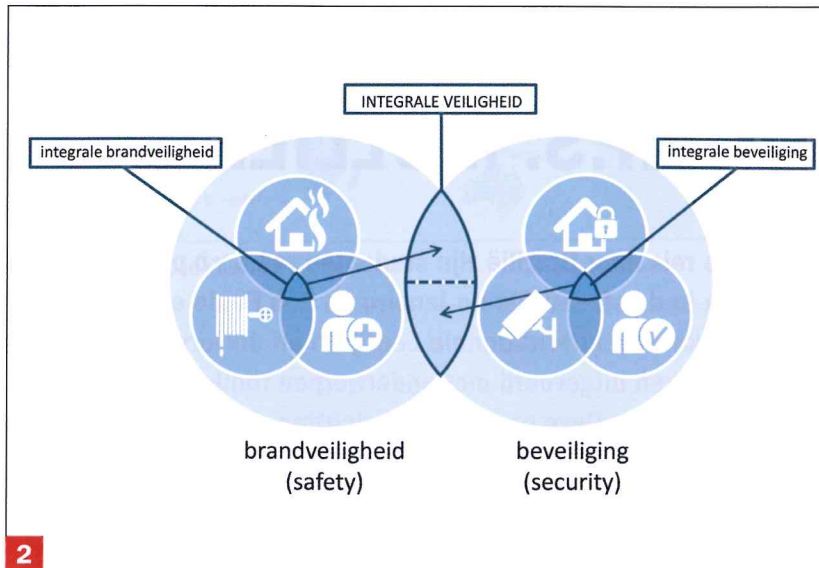 INTEGRALE VEILIGHEID
integrale brandveiligheid
integrale beveiliging
brandveiligheid
(safety)
beveiliging
(security)
2